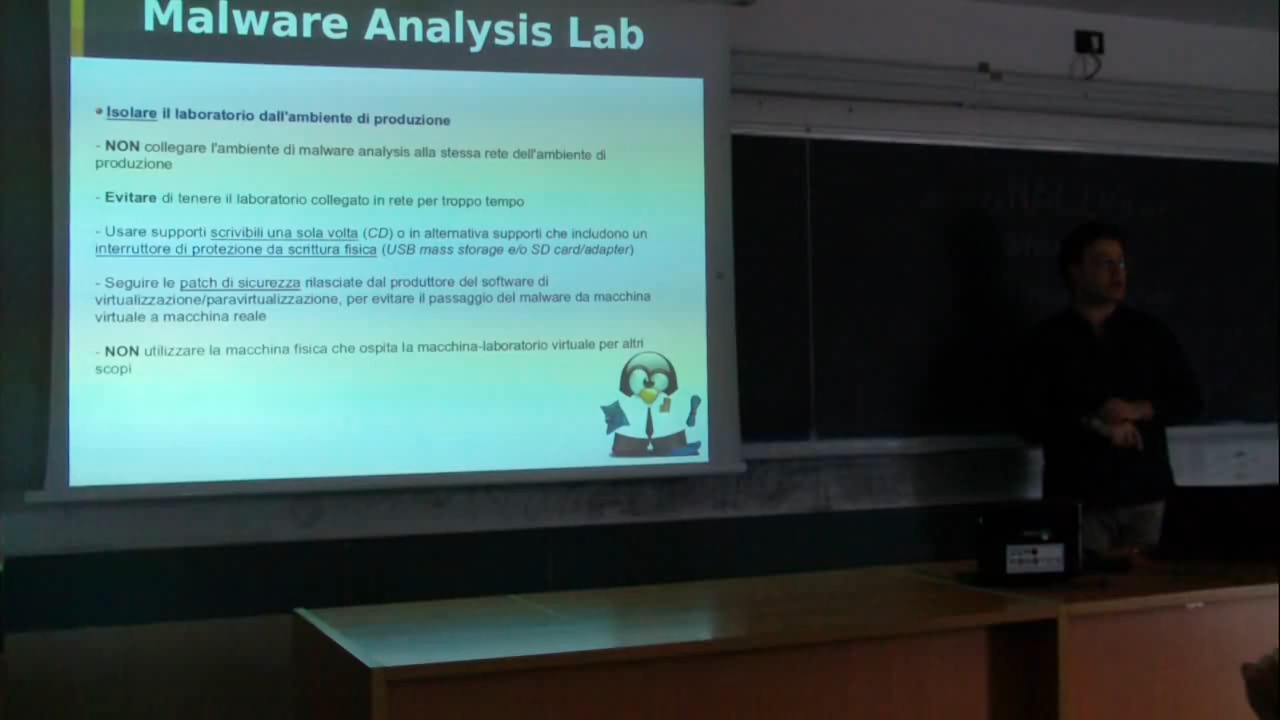 Malware Analysis Lab
Isolare il laboratorio dall'ambiente di produzione
- NON collegare l'ambiente di malware analysis alla stessa rete dell'ambiente di
produzione
- Evitare di tenere il laboratorio collegato in rete per troppo tempo
- Usare supporti scrivibili una sola volta (CD) o in alternativa supporti che includono un
interruttore di protezione da scrittura fisica (USB mass storage e/o SD card/adapter)
- Seguire le patch di sicurezza rilasciate dal produttore del software di
virtualizzazione/paravirtualizzazione, per evitare il passaggio del malware da macchina
virtuale a macchina reale
- NON utilizzare la macchina fisica che ospita la macchina-laboratorio virtuale per altri
scopi